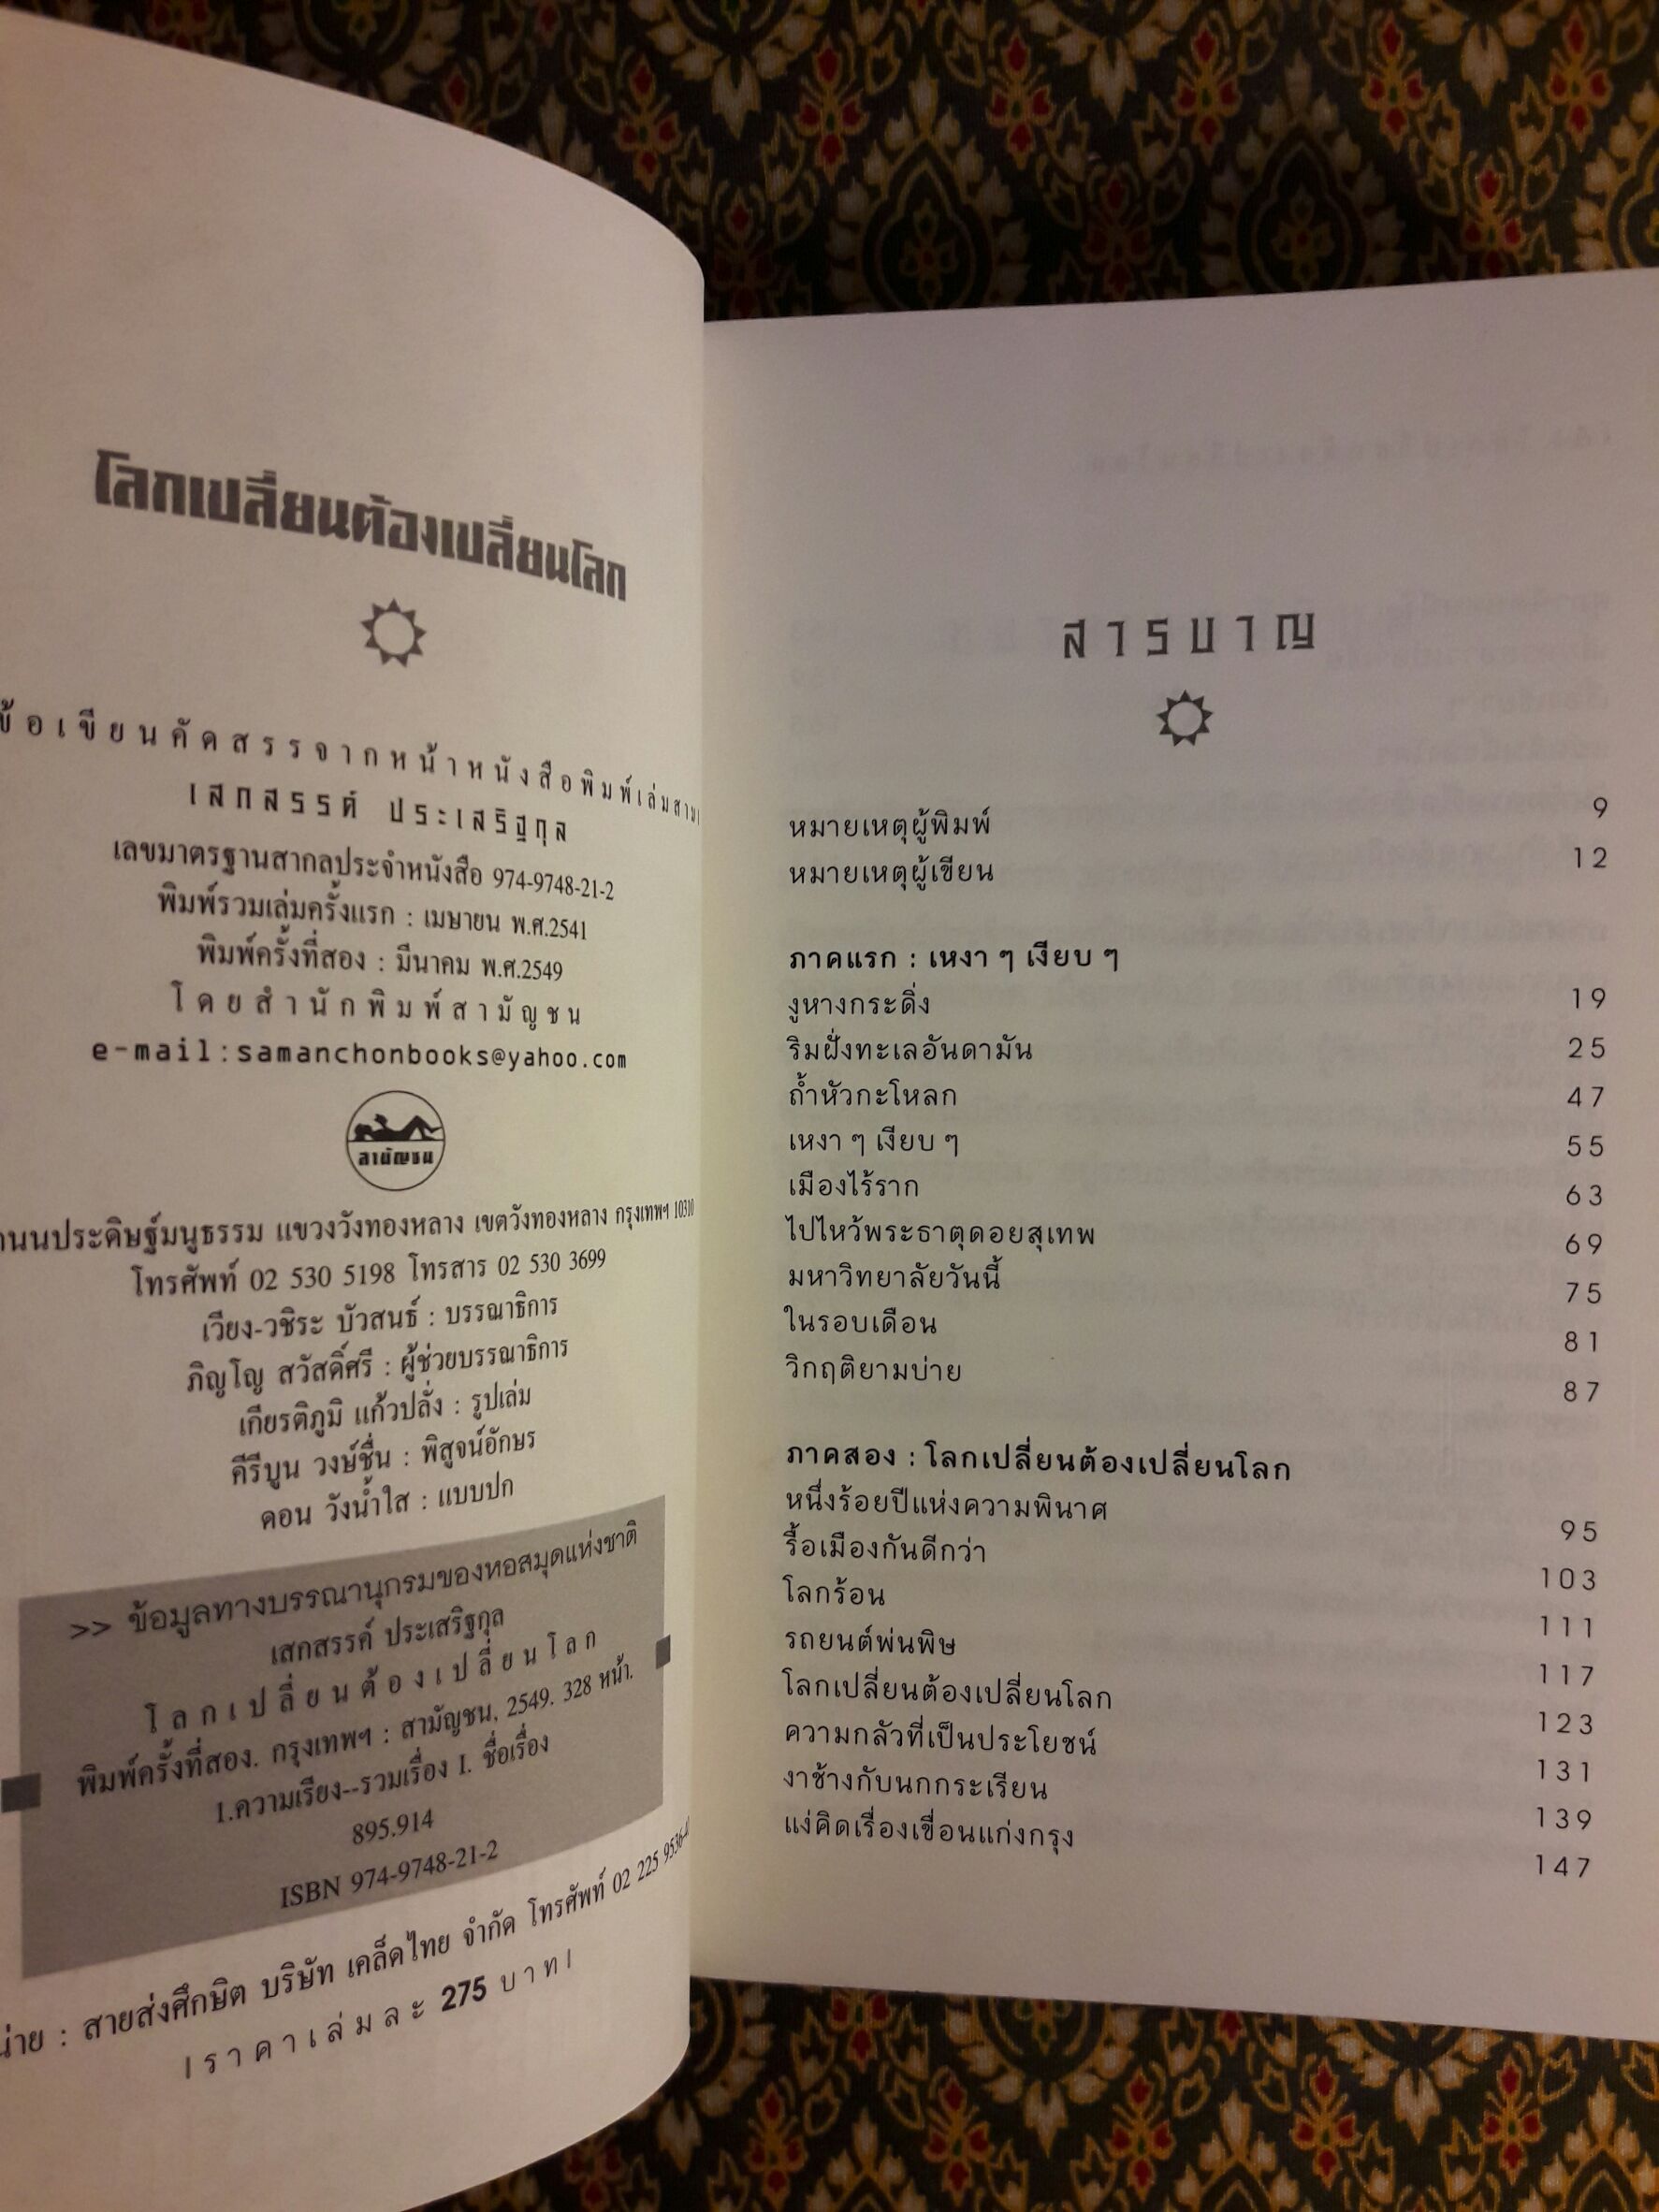 โลกเปลี่ยนต้องเปลี่ยนโลก
ข้อเขียนคัดสรรจากหน้าหนังสือพิมพ์เล่มสาม
เสกสรรค์ ประเสริฐกุล
เลขมาตรฐานสากลประจำหนังสือ 974-9748-21-2
พิมพ์รวมเล่มครั้งแรก : เมษายน พ.ศ.2541
พิมพ์ครั้งที่สอง : มีนาคม พ.ศ.2549
โดยสำนักพิมพ์สามัญชน
e-mail:samanchonbooks@yahoo.com
สามัญชน
ถนนประดิษฐ์มนูธรรม แขวงวังทองหลาง เขตวังทองหลาง กรุงเทพฯ 10310
โทรศัพท์ 02 530 5198 โทรสาร 02 530 3699
เวียง-วชิระ บัวสนธ์ : บรรณาธิการ
ภิญโญ สวัสดิ์ศรี : ผู้ช่วยบรรณาธิการ
เกียรติภูมิ แก้วปลั่ง : รูปเล่ม
คีรีบูน วงษ์ชื่น : พิสูจน์อักษร
ดอน วังน้ำใส : แบบปก
>> ข้อมูลทางบรรณานุกรมของหอสมุดแห่งชาติ
เสกสรรค์ ประเสริฐกุล
โลกเปลี่ยนต้องเปลี่ยนโลก
พิมพ์ครั้งที่สอง. กรุงเทพฯ : สามัญชน, 2549. 328 หน้า.
1.ความเรียง--รวมเรื่อง I. ชื่อเรื่อง
895.914
ISBN 974-9748-21-2
น่าย : สายส่งศึกษิต บริษัท เคล็ดไทย จำกัด โทรศัพท์ 02 225 9536-4
|ราคาเล่มละ 275 บาท|
สารบาญ
หมายเหตุผู้พิมพ์ 9
หมายเหตุผู้เขียน 12
ภาคแรก : เหงา ๆ เงียบ ๆ
งูหางกระดิ่ง 19
ริมฝั่งทะเลอันดามัน 25
ถ้ำหัวกะโหลก 47
เหงา ๆ เงียบ ๆ 55
เมืองไร้ราก 63
ไปไหว้พระธาตุดอยสุเทพ 69
มหาวิทยาลัยวันนี้ 75
ในรอบเดือน 81
วิกฤติยามบ่าย 87
ภาคสอง : โลกเปลี่ยนต้องเปลี่ยนโลก
หนึ่งร้อยปีแห่งความพินาศ 95
รื้อเมืองกันดีกว่า 103
โลกร้อน 111
รถยนต์พ่นพิษ 117
โลกเปลี่ยนต้องเปลี่ยนโลก 123
ความกลัวที่เป็นประโยชน์ 131
งาช้างกับนกกระเรียน 139
แง่คิดเรื่องเขื่อนแก่งกรุง 147